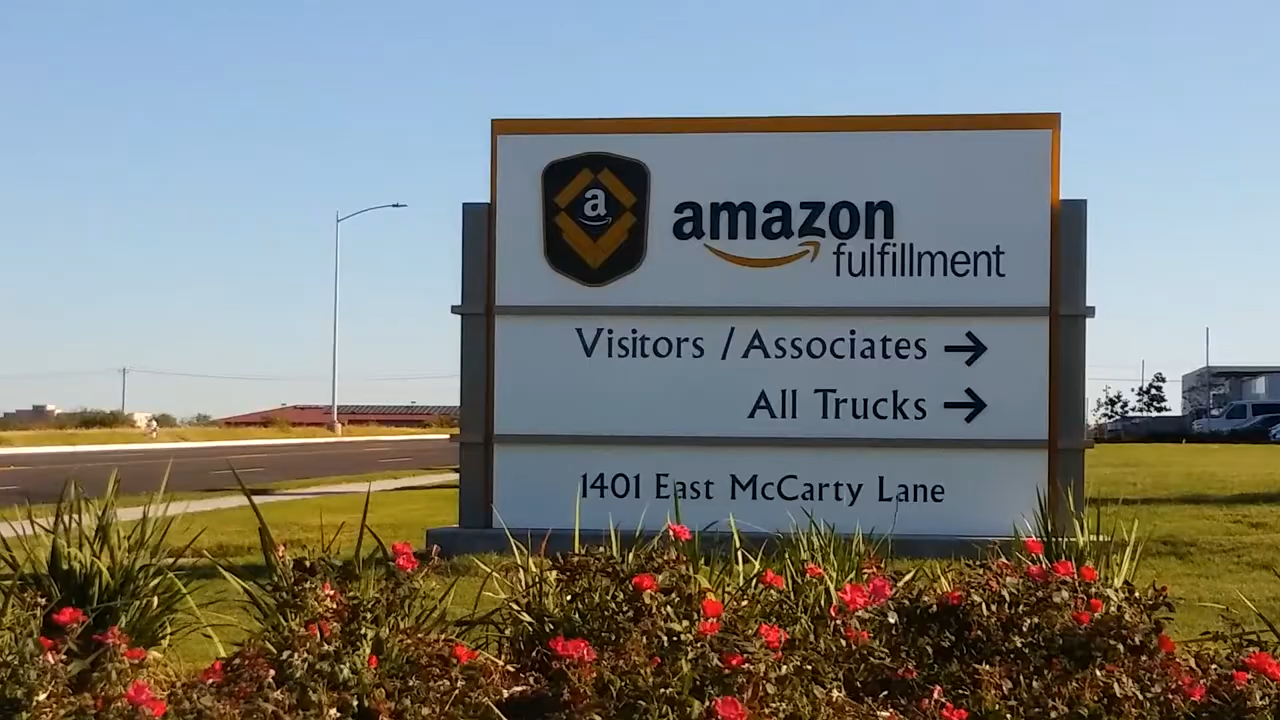 a
amazon
fulfillment
Visitors / Associates →
All Trucks →
1401 East McCarty Lane